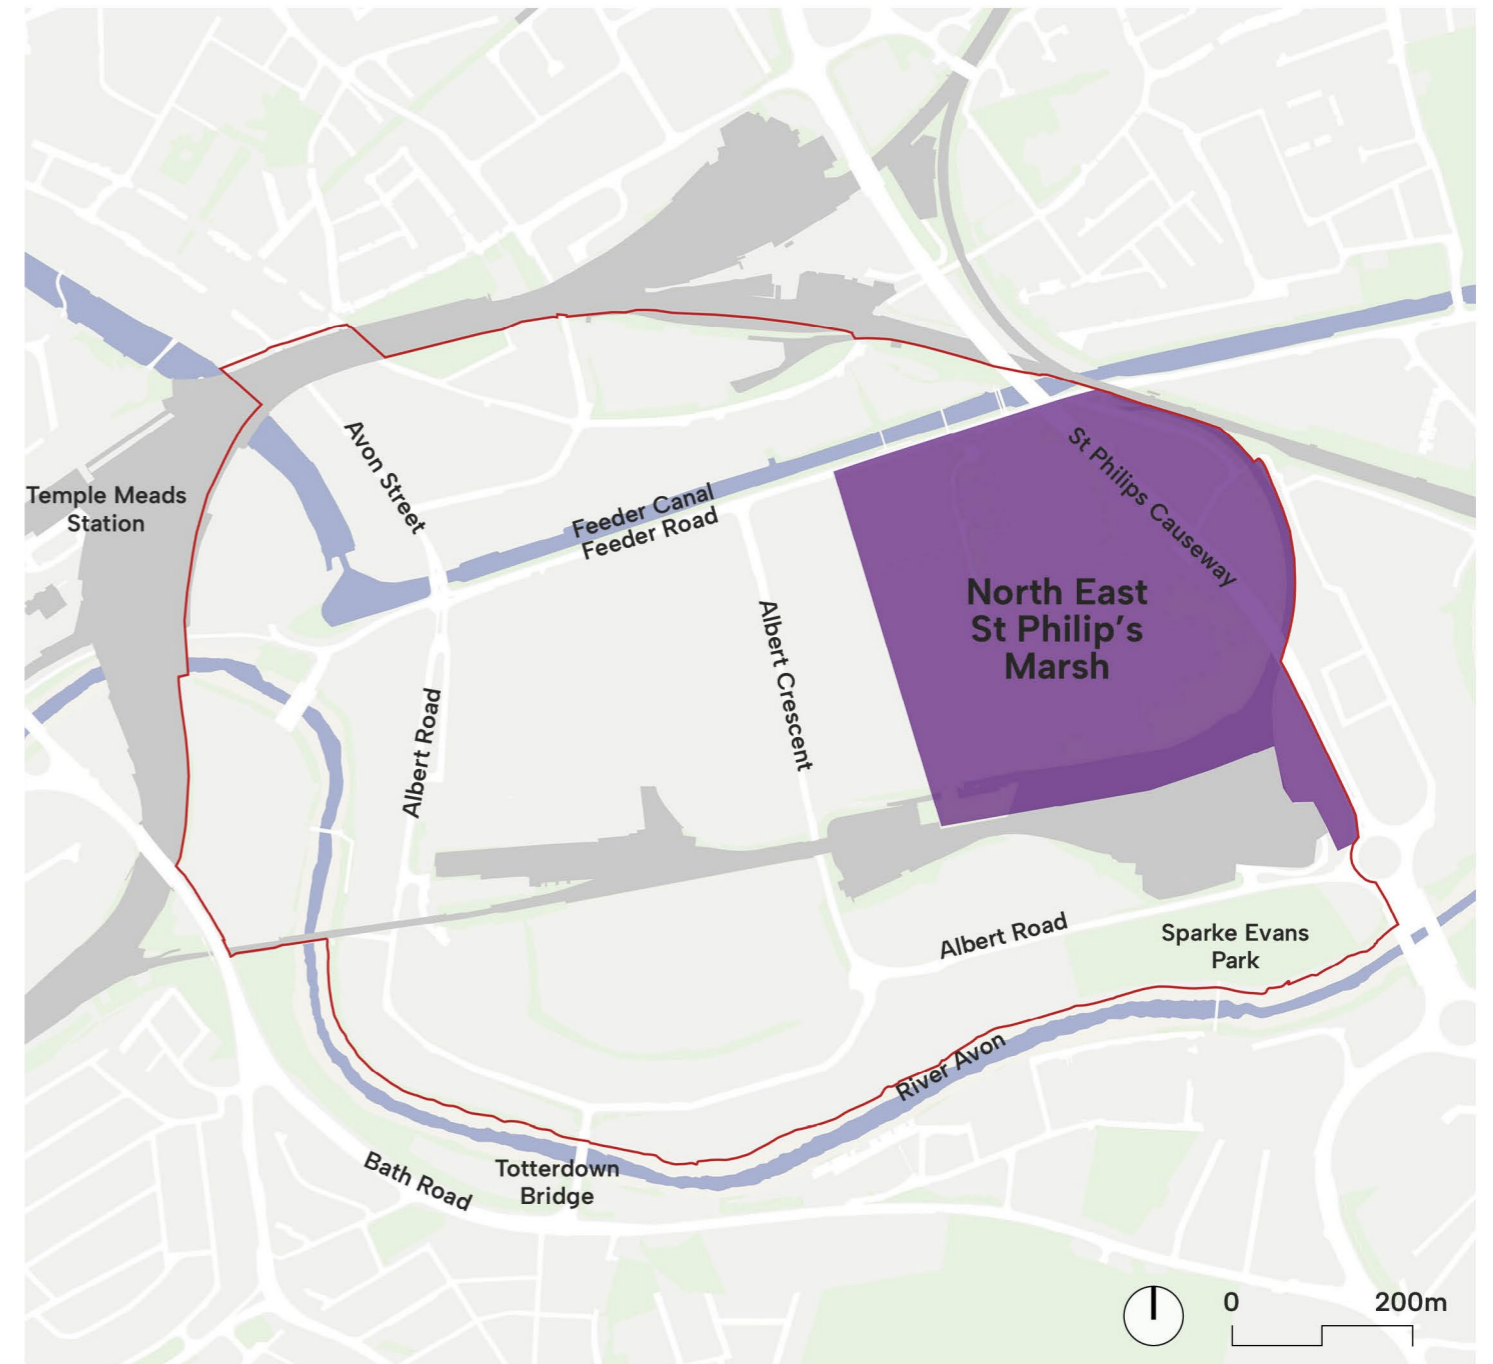 Temple Meads
Station
Avon Street
Feeder Canal
Feeder Road
St Philips Causeway
North East
St Philip's
Marsh
Albert Crescent
Albert Road
Albert Road
Sparke Evans
Park
River Avon
Totterdown
Bridge
Bath Road
0 200m